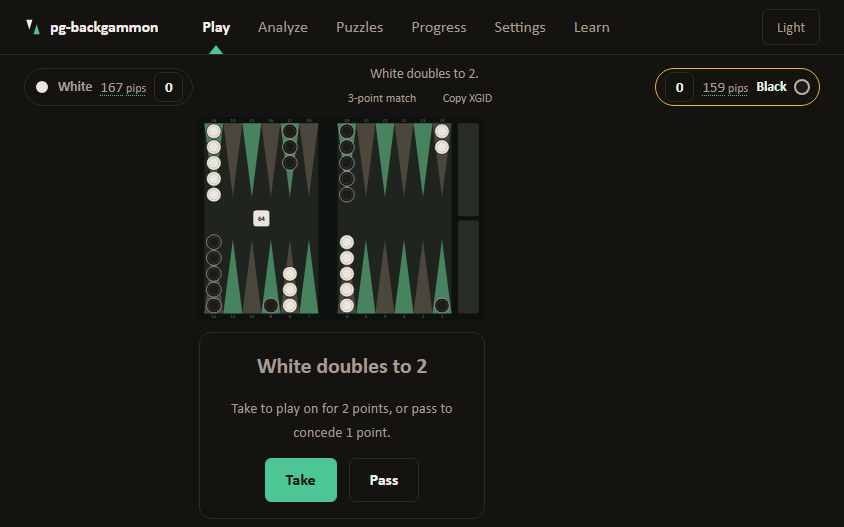 pg-backgammon
Play
Analyze
Puzzles
Progress
Settings
Learn
Light
White 167 pips 0
White doubles to 2.
3-point match Copy XGID
0 159 pips Black
64
White doubles to 2
Take to play on for 2 points, or pass to
concede 1 point.
Take
Pass